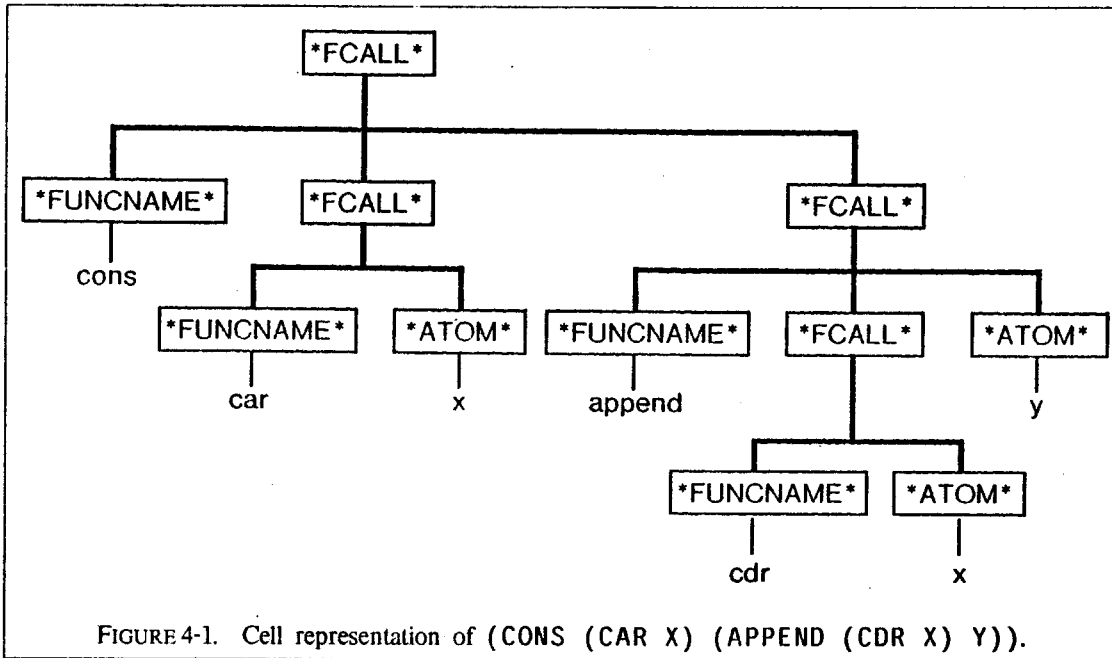 *FCALL*
*FUNCNAME* *FCALL* *FCALL*
cons
*FUNCNAME* *ATOM* *FUNCNAME* *FCALL* *ATOM*
car x append y
*FUNCNAME* *ATOM*
cdr x
FIGURE 4-1. Cell representation of (CONS (CAR X) (APPEND (CDR X) Y)).